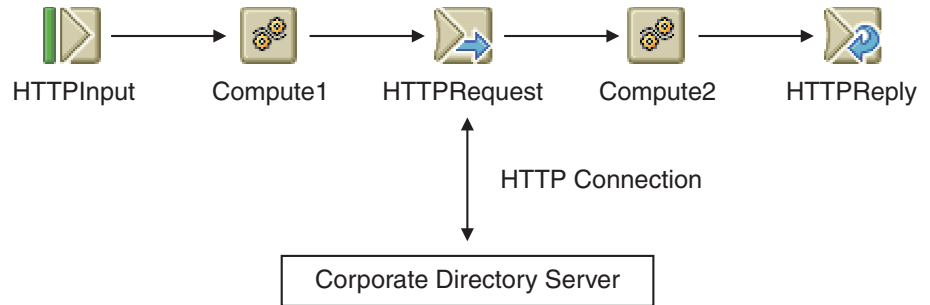 HTTPInput Compute1 HTTPRequest Compute2 HTTPReply
HTTP Connection
Corporate Directory Server